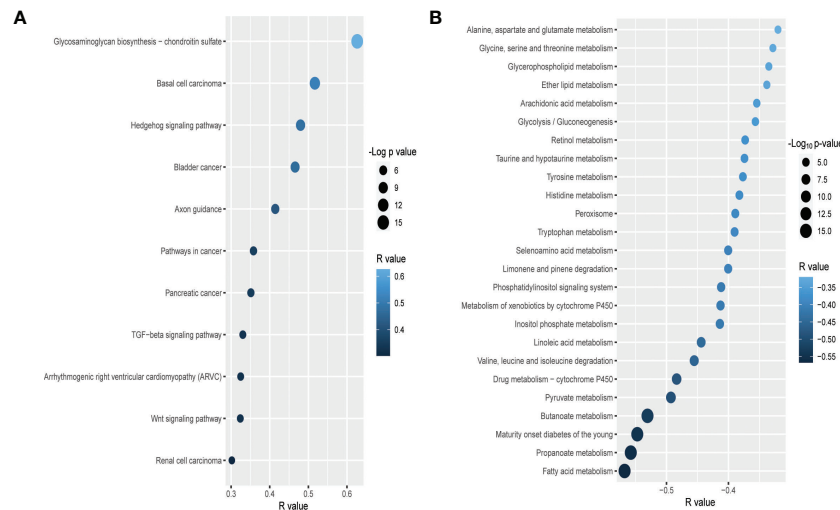 A
Glycosaminoglycan biosynthesis − chondroitin sulfate
Basal cell carcinoma
Hedgehog signaling pathway
Bladder cancer
Axon guidance
Pathways in cancer
Pancreatic cancer
TGF−beta signaling pathway
Arrhythmogenic right ventricular cardiomyopathy (ARVC)
Wnt signaling pathway
Renal cell carcinoma
0.3 0.4 0.5 0.6
R value
-Log p value
6
9
12
15
R value
0.6
0.5
0.4
B
Alanine, aspartate and glutamate metabolism
Glycine, serine and threonine metabolism
Glycerophospholipid metabolism
Ether lipid metabolism
Arachidonic acid metabolism
Glycolysis / Gluconeogenesis
Retinol metabolism
Taurine and hypotaurine metabolism
Tyrosine metabolism
Histidine metabolism
Peroxisome
Tryptophan metabolism
Selenoamino acid metabolism
Limonene and pinene degradation
Phosphatidylinositol signaling system
Metabolism of xenobiotics by cytochrome P450
Inositol phosphate metabolism
Linoleic acid metabolism
Valine, leucine and isoleucine degradation
Drug metabolism − cytochrome P450
Pyruvate metabolism
Butanoate metabolism
Maturity onset diabetes of the young
Propanoate metabolism
Fatty acid metabolism
−0.5 −0.4
R value
-Log10 p-value
5.0
7.5
10.0
12.5
15.0
R value
−0.35
−0.40
−0.45
−0.50
−0.55